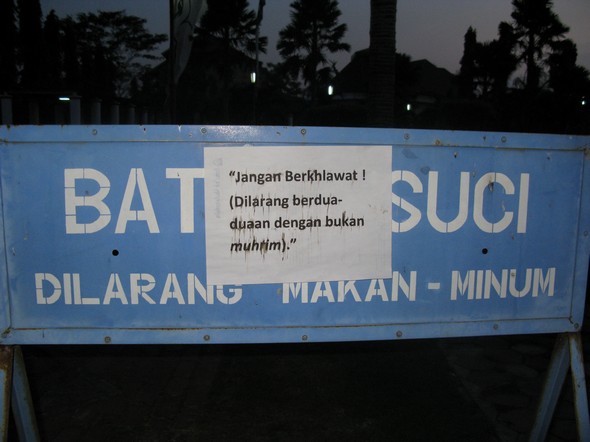 BAT SUCI
"Jangan Berkhlawat !
(Dilarang berdua-
duaan dengan bukan
muhrim)."
DILARANG MAKAN - MINUM